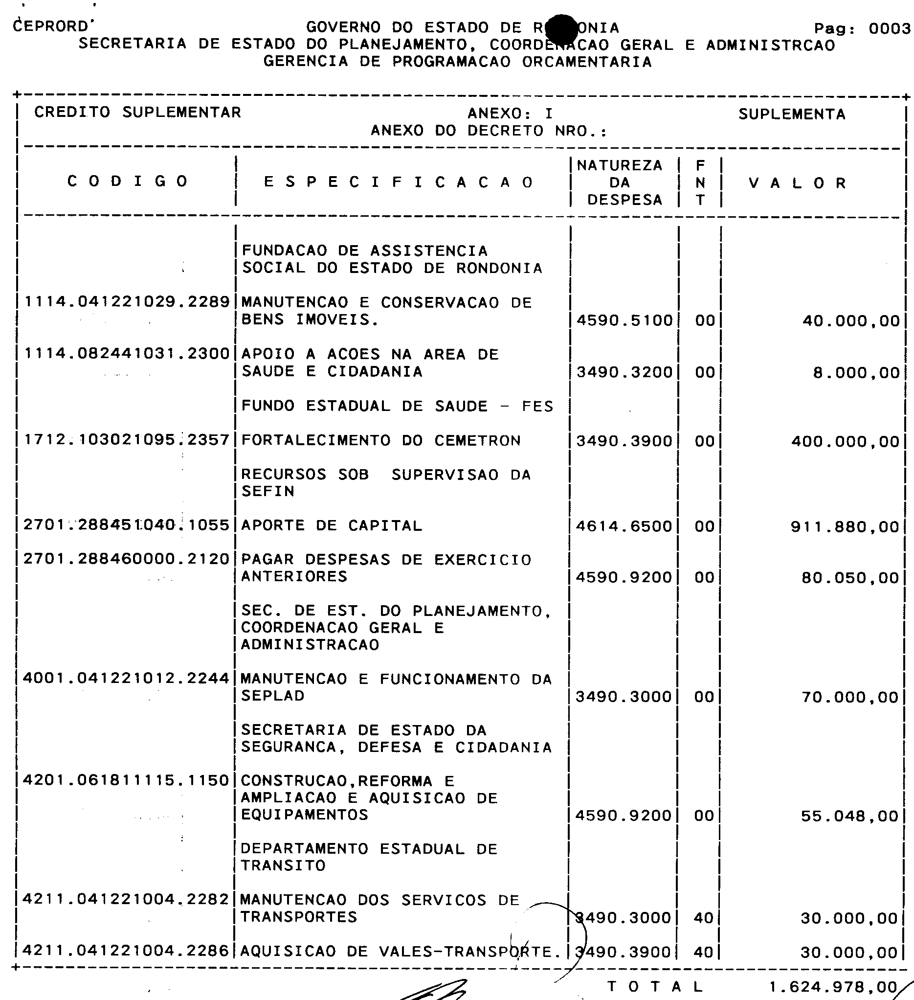 CEPRORD GOVERNO DO ESTADO DE R ONIA Pag: 0003
SECRETARIA DE ESTADO DO PLANEJAMENTO, COORDENACAO GERAL E ADMINISTRCAO
GERENCIA DE PROGRAMACAO ORCAMENTARIA
CREDITO SUPLEMENTAR ANEXO: I SUPLEMENTA
ANEXO DO DECRETO NRO.:
NATUREZA F
C O D I G O E S P E C I F I C A C A O DA N V A L O R
DESPESA T
FUNDACAO DE ASSISTENCIA
SOCIAL DO ESTADO DE RONDONIA
1114.041221029.2289 MANUTENCAO E CONSERVACAO DE
BENS IMOVEIS. 4590.5100 00 40.000,00
1114.082441031.2300 APOIO A ACOES NA AREA DE
SAUDE E CIDADANIA 3490.3200 00 8.000,00
FUNDO ESTADUAL DE SAUDE - FES
1712.103021095.2357 FORTALECIMENTO DO CEMETRON 3490.3900 00 400.000,00
RECURSOS SOB SUPERVISAO DA
SEFIN
2701.288451040.1055 APORTE DE CAPITAL 4614.6500 00 911.880,00
2701.288460000.2120 PAGAR DESPESAS DE EXERCICIO
ANTERIORES 4590.9200 00 80.050,00
SEC. DE EST. DO PLANEJAMENTO,
COORDENACAO GERAL E
ADMINISTRACAO
4001.041221012.2244 MANUTENCAO E FUNCIONAMENTO DA
SEPLAD 3490.3000 00 70.000,00
SECRETARIA DE ESTADO DA
SEGURANCA, DEFESA E CIDADANIA
4201.061811115.1150 CONSTRUCAO,REFORMA E
AMPLIACAO E AQUISICAO DE
EQUIPAMENTOS 4590.9200 00 55.048,00
DEPARTAMENTO ESTADUAL DE
TRANSITO
4211.041221004.2282 MANUTENCAO DOS SERVICOS DE
TRANSPORTES 3490.3000 40 30.000,00
4211.041221004.2286 AQUISICAO DE VALES-TRANSPORTE. 3490.3900 40 30.000,00
T O T A L 1.624.978,00